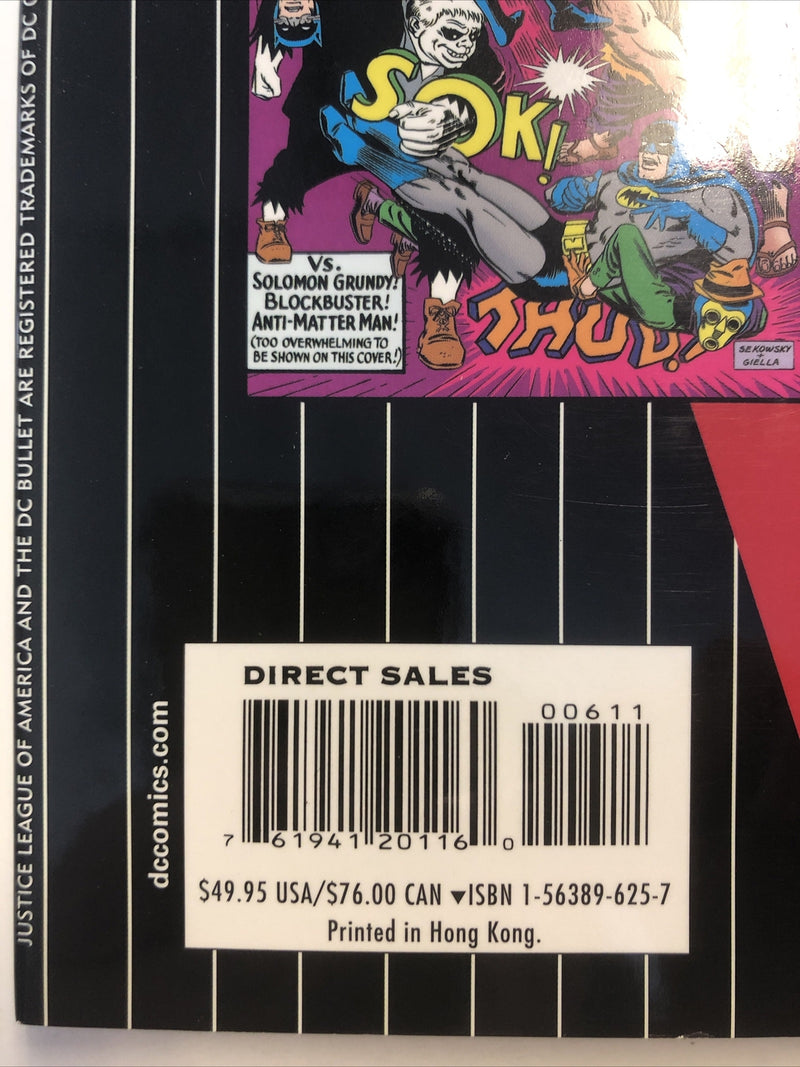 SOK!
VS.
SOLOMON GRUNDY!
BLOCKBUSTER!
ANTI-MATTER MAN!
(TOO OVERWHELMING TO
BE SHOWN ON THIS COVER!)
THUD!
SEKOWSKY
+
GIELLA
JUSTICE LEAGUE OF AMERICA AND THE DC BULLET ARE REGISTERED TRADEMARKS OF DC
dccomics.com
DIRECT SALES
00611
7 61941 20116 0
$49.95 USA/$76.00 CAN ▼ISBN 1-56389-625-7
Printed in Hong Kong.